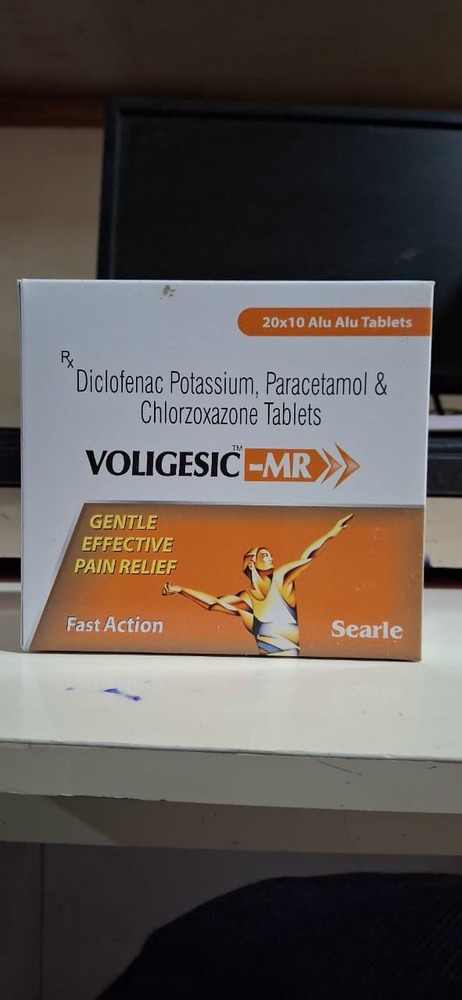 20x10 Alu Alu Tablets
Rx
Diclofenac Potassium, Paracetamol &
Chlorzoxazone Tablets
VOLIGESIC™-MR
GENTLE
EFFECTIVE
PAIN RELIEF
Fast Action
Searle